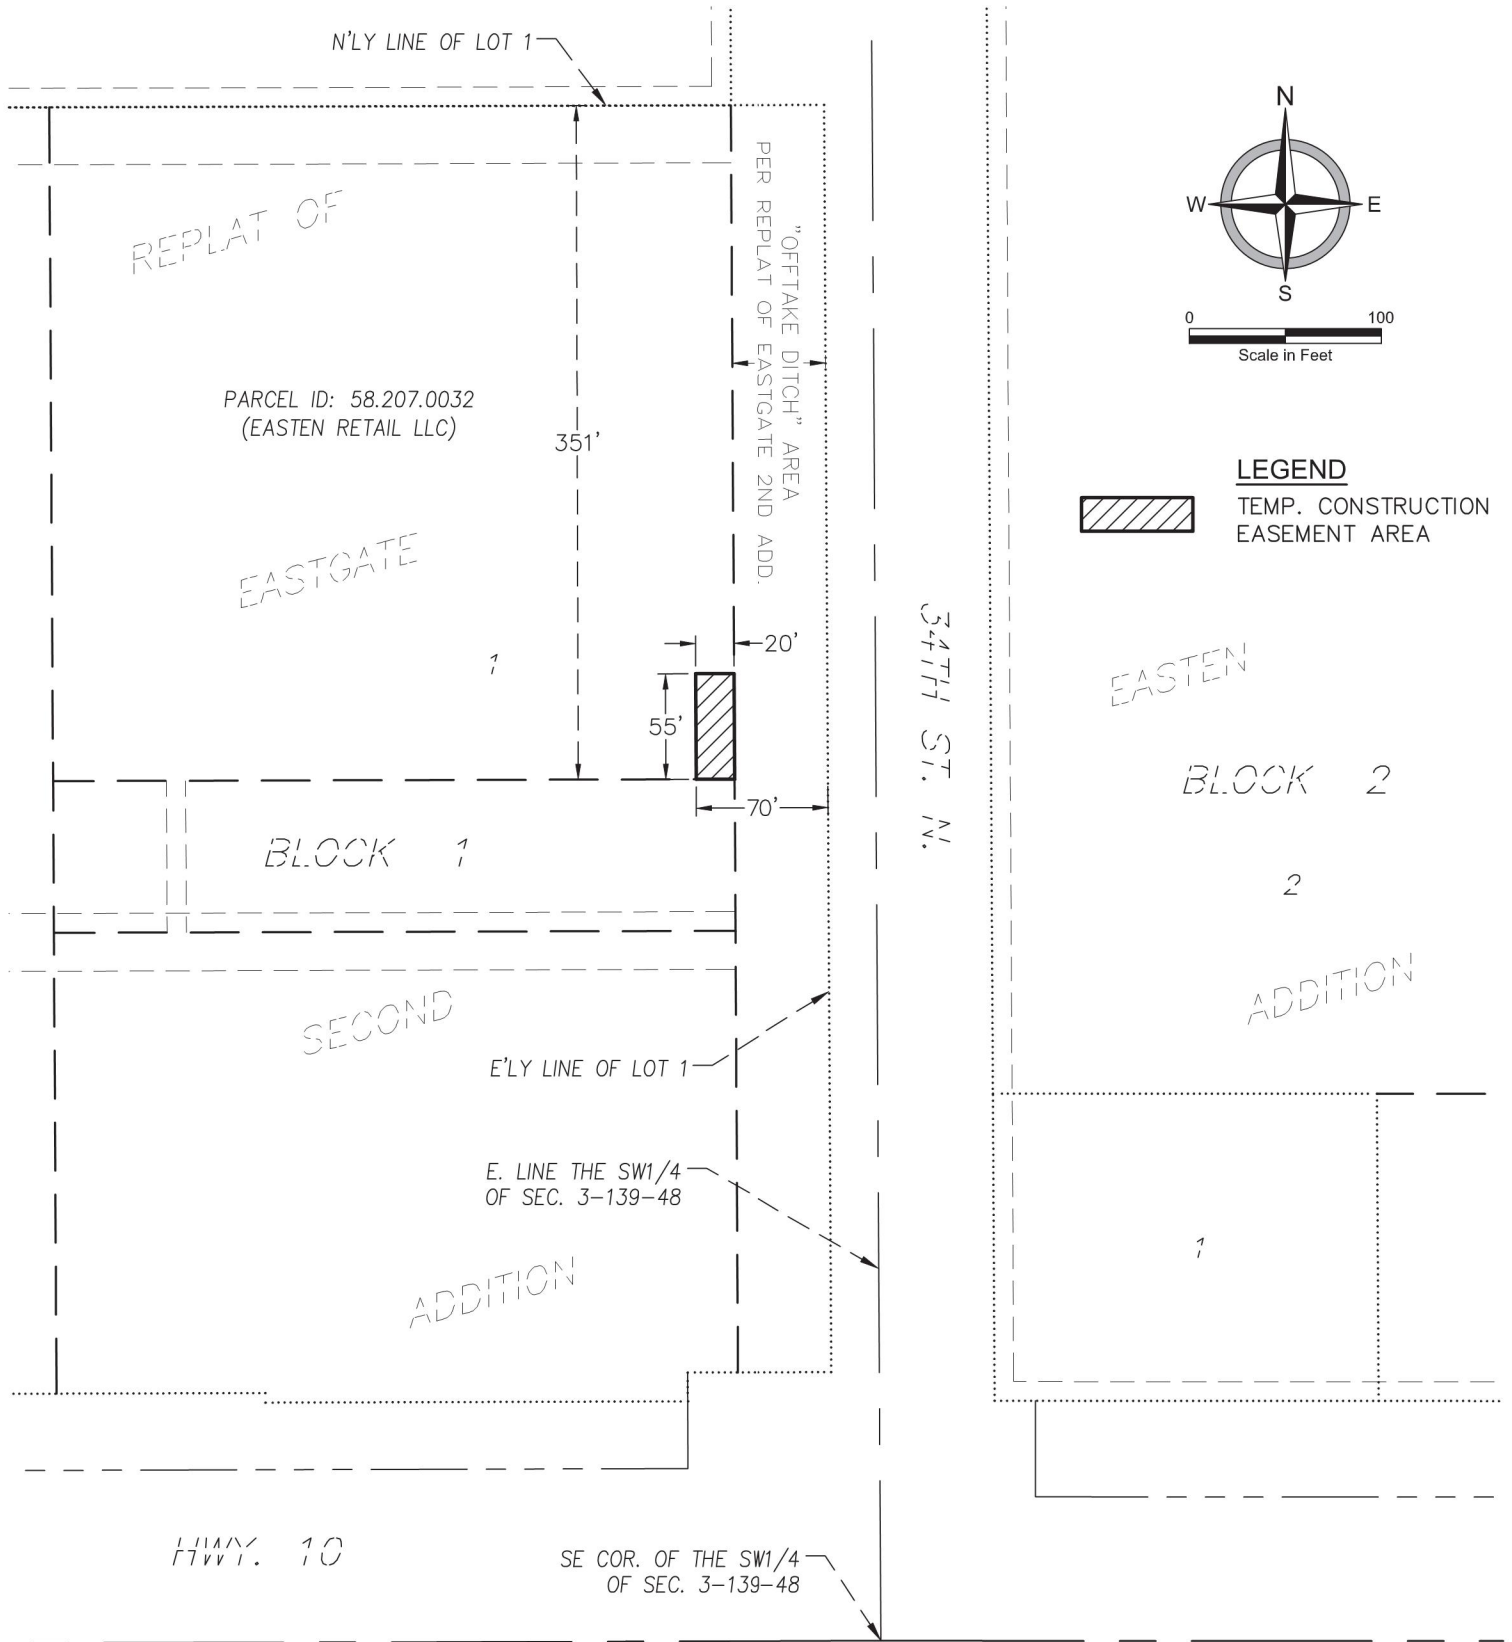 N'LY LINE OF LOT 1
N
W
E
S
0
100
Scale in Feet
REPLAT OF
"OFFTAKE DITCH" AREA
PER REPLAT OF EASTGATE 2ND ADD.
PARCEL ID: 58.207.0032
(EASTEN RETAIL LLC)
351'
LEGEND
TEMP. CONSTRUCTION
EASEMENT AREA
EASTGATE
1
20'
55'
70'
34TH ST. N.
EASTEN
BLOCK 2
2
ADDITION
BLOCK 1
SECOND
E'LY LINE OF LOT 1
E. LINE THE SW1/4
OF SEC. 3-139-48
1
ADDITION
HWY. 10
SE COR. OF THE SW1/4
OF SEC. 3-139-48